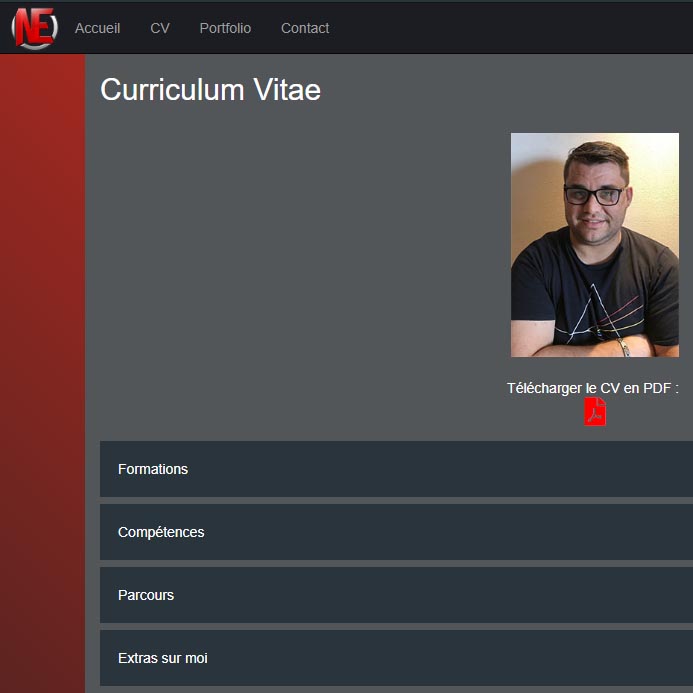 NE
Accueil CV Portfolio Contact
Curriculum Vitae
Télécharger le CV en PDF :
Formations
Compétences
Parcours
Extras sur moi